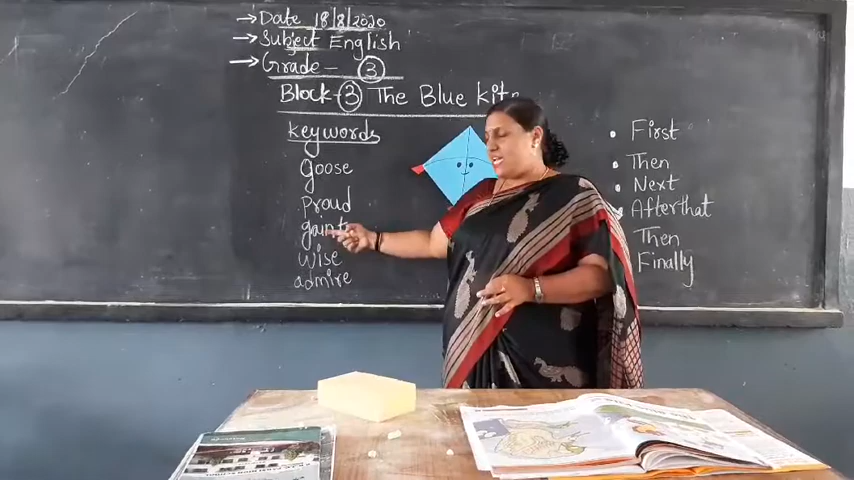 → Date 18/8/2020
→ Subject English
→ Grade - 3
Block-3 The Blue Kite
keywords
goose
Proud
gaint
wise
admire
• First
• Then
• Next
• Afterthat
• Then
• Finally